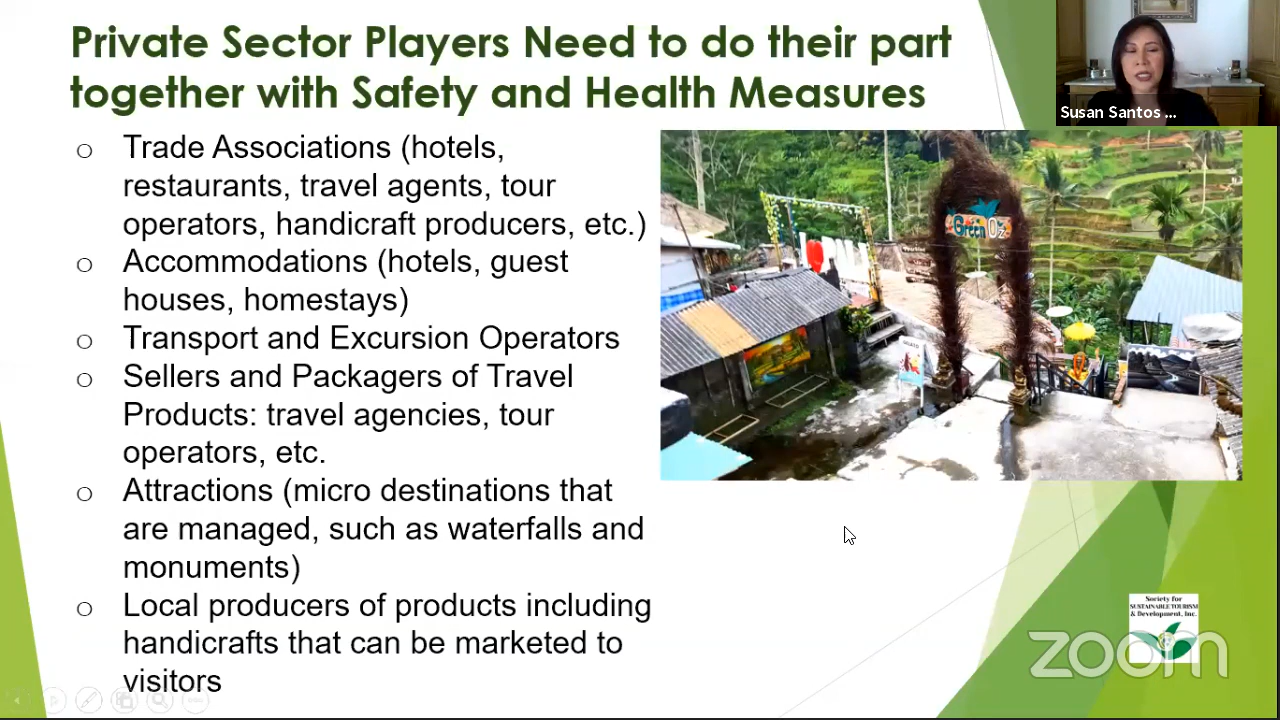 Private Sector Players Need to do their part
together with Safety and Health Measures
Susan Santos ...
○ Trade Associations (hotels,
restaurants, travel agents, tour
operators, handicraft producers, etc.)
○ Accommodations (hotels, guest
houses, homestays)
○ Transport and Excursion Operators
○ Sellers and Packagers of Travel
Products: travel agencies, tour
operators, etc.
○ Attractions (micro destinations that
are managed, such as waterfalls and
monuments)
○ Local producers of products including
handicrafts that can be marketed to
visitors
Green Oz
Society for
SUSTAINABLE TOURISM
& Development, Inc.
zoom